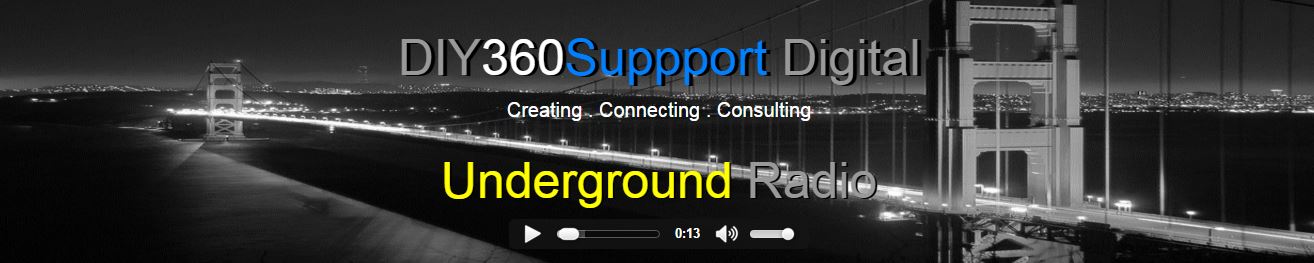 DIY360Suppport Digital
Creating . Connecting . Consulting
Underground Radio
0:13